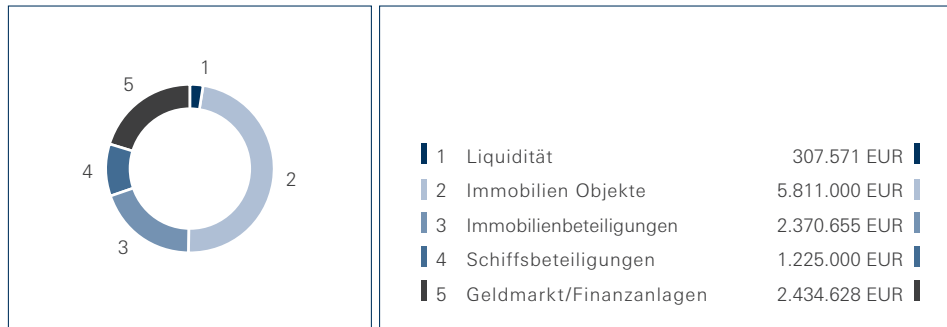 1
5
2
4
3
1 Liquidität 307.571 EUR
2 Immobilien Objekte 5.811.000 EUR
3 Immobilienbeteiligungen 2.370.655 EUR
4 Schiffsbeteiligungen 1.225.000 EUR
5 Geldmarkt/Finanzanlagen 2.434.628 EUR